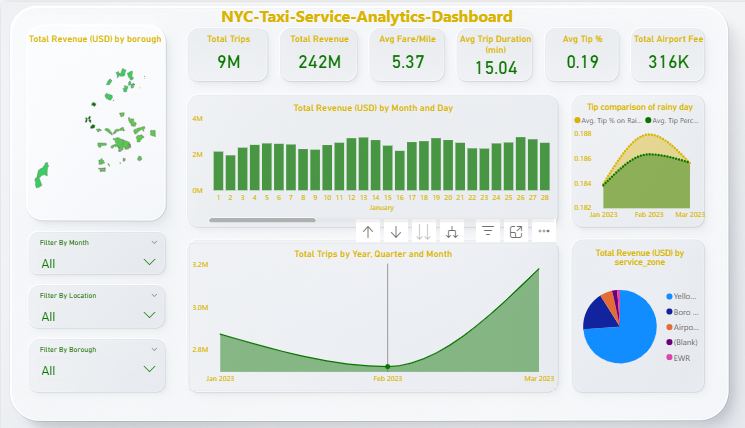 NYC-Taxi-Service-Analytics-Dashboard
Total Revenue (USD) by borough
Total Trips
9M
Total Revenue
242M
Avg Fare/Mile
5.37
Avg Trip Duration
(min)
15.04
Avg Tip %
0.19
Total Airport Fee
316K
Total Revenue (USD) by Month and Day
4M
2M
0M
1 2 3 4 5 6 7 8 9 10 11 12 13 14 15 16 17 18 19 20 21 22 23 24 25 26 27 28
January
Tip comparison of rainy day
Avg. Tip % on Rai... Avg. Tip Perc...
0.188
0.186
0.184
0.182
Jan 2023 Feb 2023 Mar 2023
Filter By Month
All
Filter By Location
All
Filter By Borough
All
Total Trips by Year, Quarter and Month
3.2M
3.0M
2.8M
Jan 2023 Feb 2023 Mar 2023
Total Revenue (USD) by
service_zone
Yello...
Boro ...
Airpo...
(Blank)
EWR